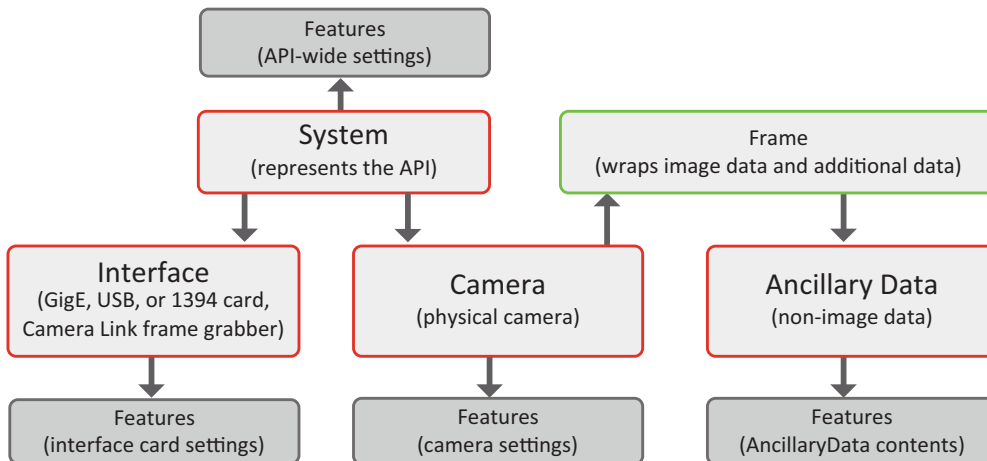 Features
(API-wide settings)
System
(represents the API)
Frame
(wraps image data and additional data)
Interface
(GigE, USB, or 1394 card,
Camera Link frame grabber)
Camera
(physical camera)
Ancillary Data
(non-image data)
Features
(interface card settings)
Features
(camera settings)
Features
(AncillaryData contents)